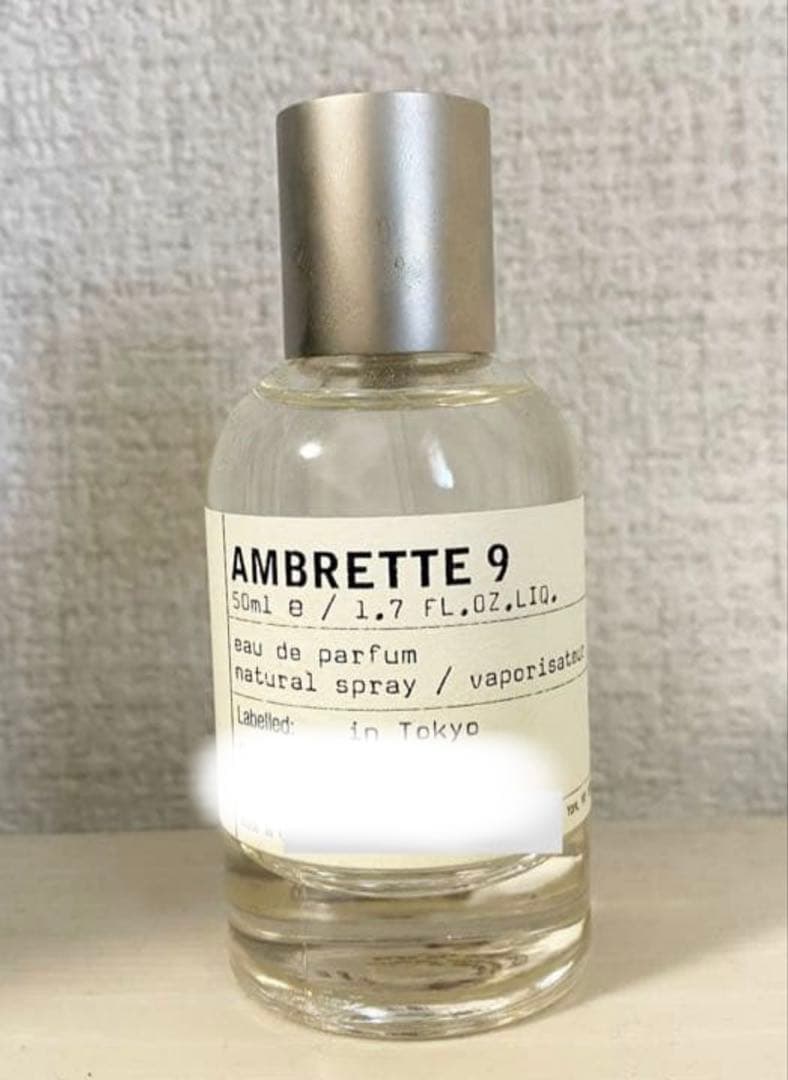 AMBRETTE 9
50ml e / 1.7 FL.OZ.LIQ.
eau de parfum
natural spray / vaporisateur
Labelled: in Tokyo